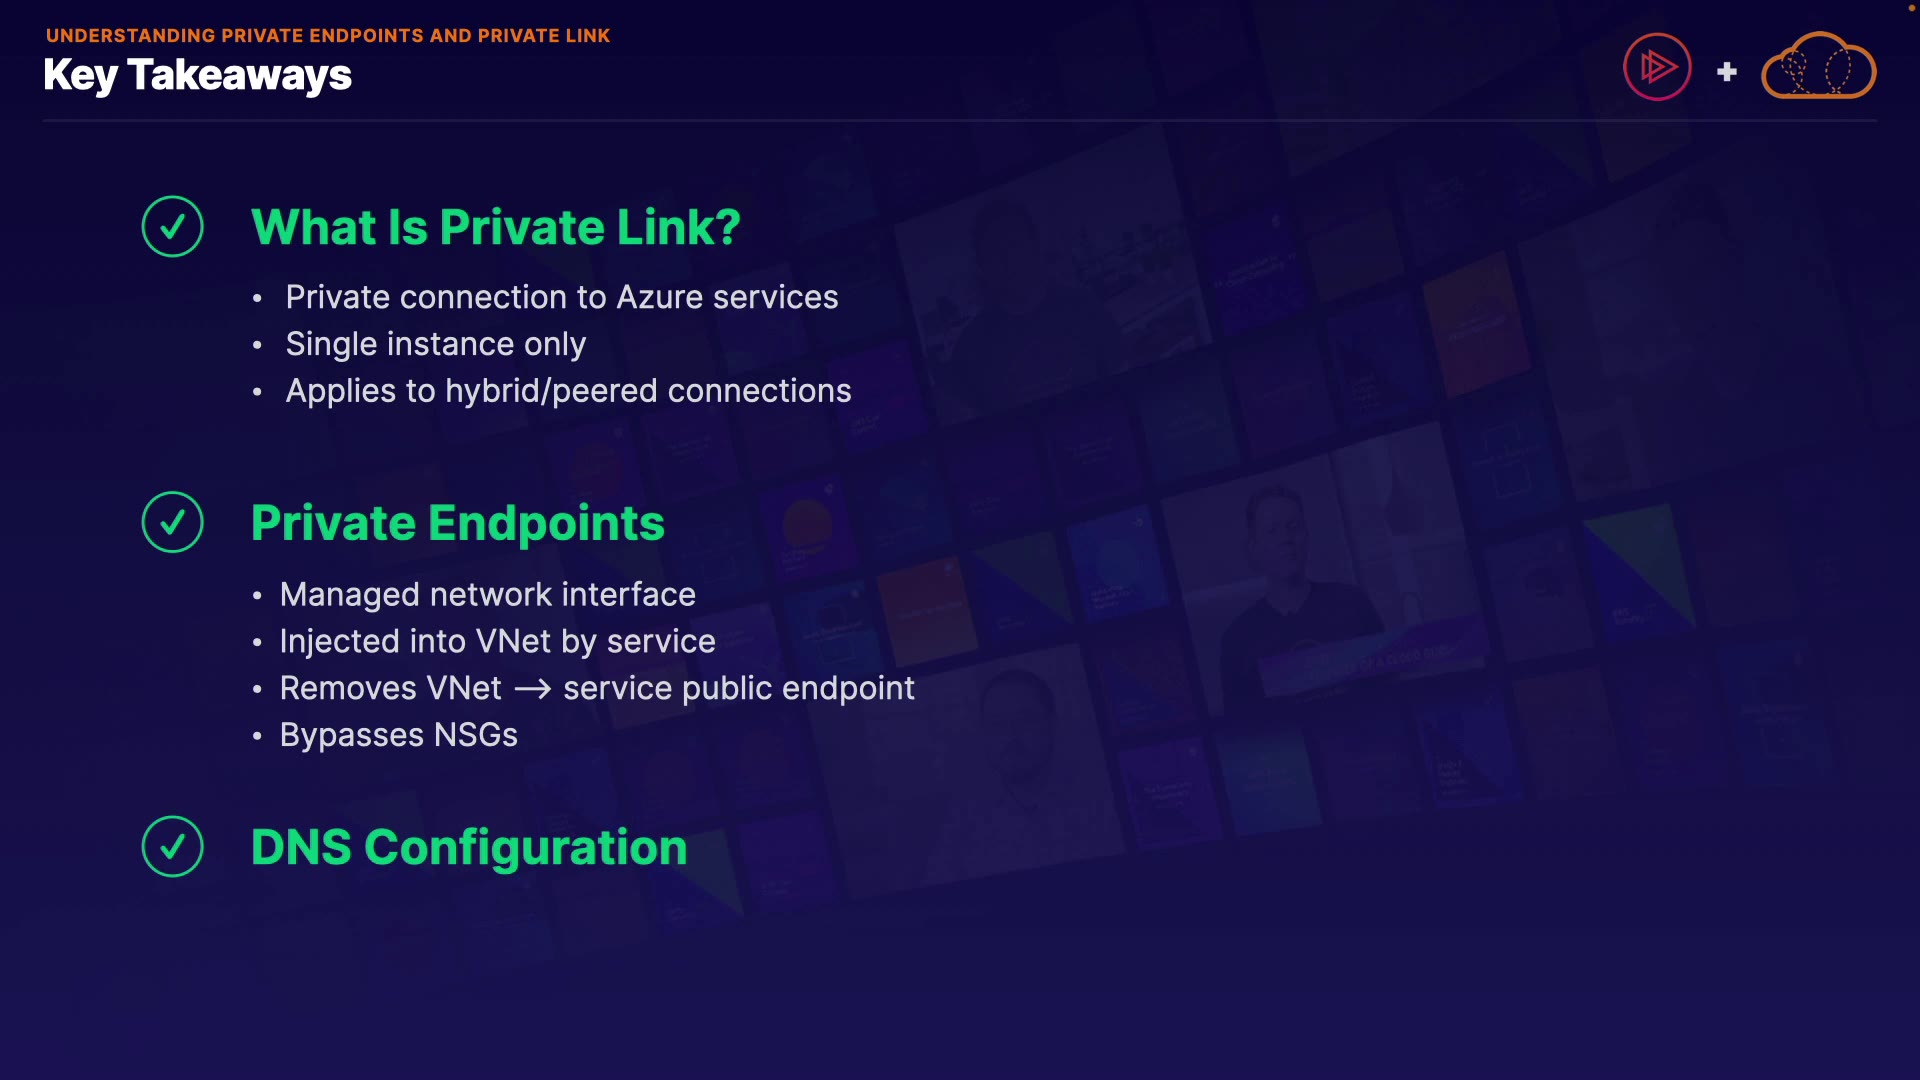 UNDERSTANDING PRIVATE ENDPOINTS AND PRIVATE LINK
Key Takeaways
What Is Private Link?
• Private connection to Azure services
• Single instance only
• Applies to hybrid/peered connections
Private Endpoints
• Managed network interface
• Injected into VNet by service
• Removes VNet → service public endpoint
• Bypasses NSGs
DNS Configuration